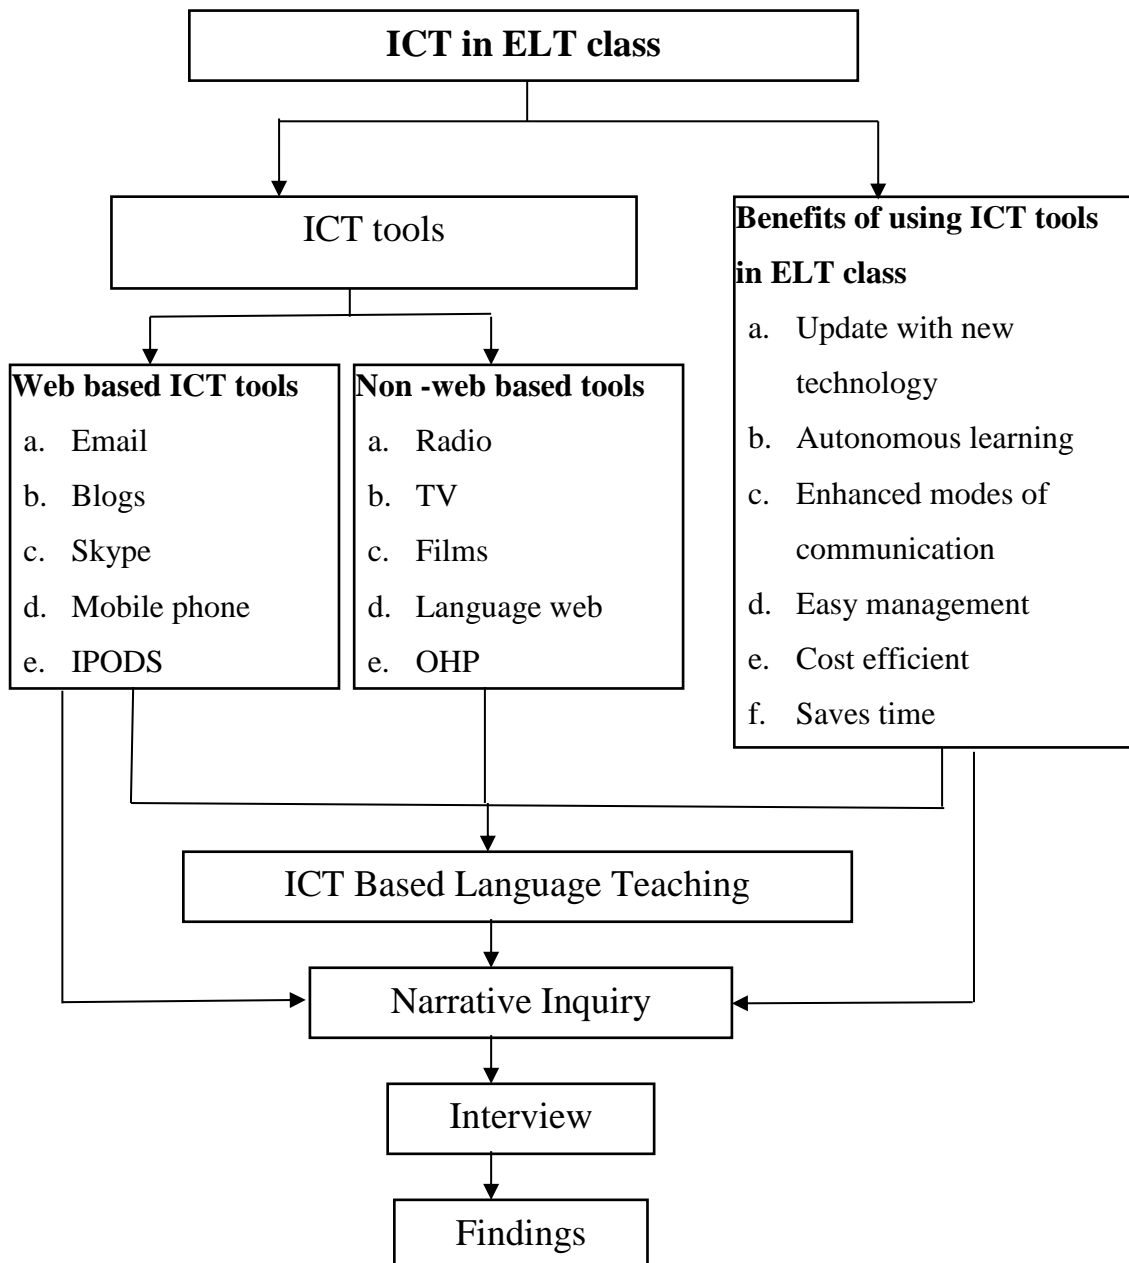 ICT in ELT class
ICT tools
Benefits of using ICT tools
in ELT class
a. Update with new
technology
b. Autonomous learning
c. Enhanced modes of
communication
d. Easy management
e. Cost efficient
f. Saves time
Web based ICT tools
a. Email
b. Blogs
c. Skype
d. Mobile phone
e. IPODS
Non -web based tools
a. Radio
b. TV
c. Films
d. Language web
e. OHP
ICT Based Language Teaching
Narrative Inquiry
Interview
Findings